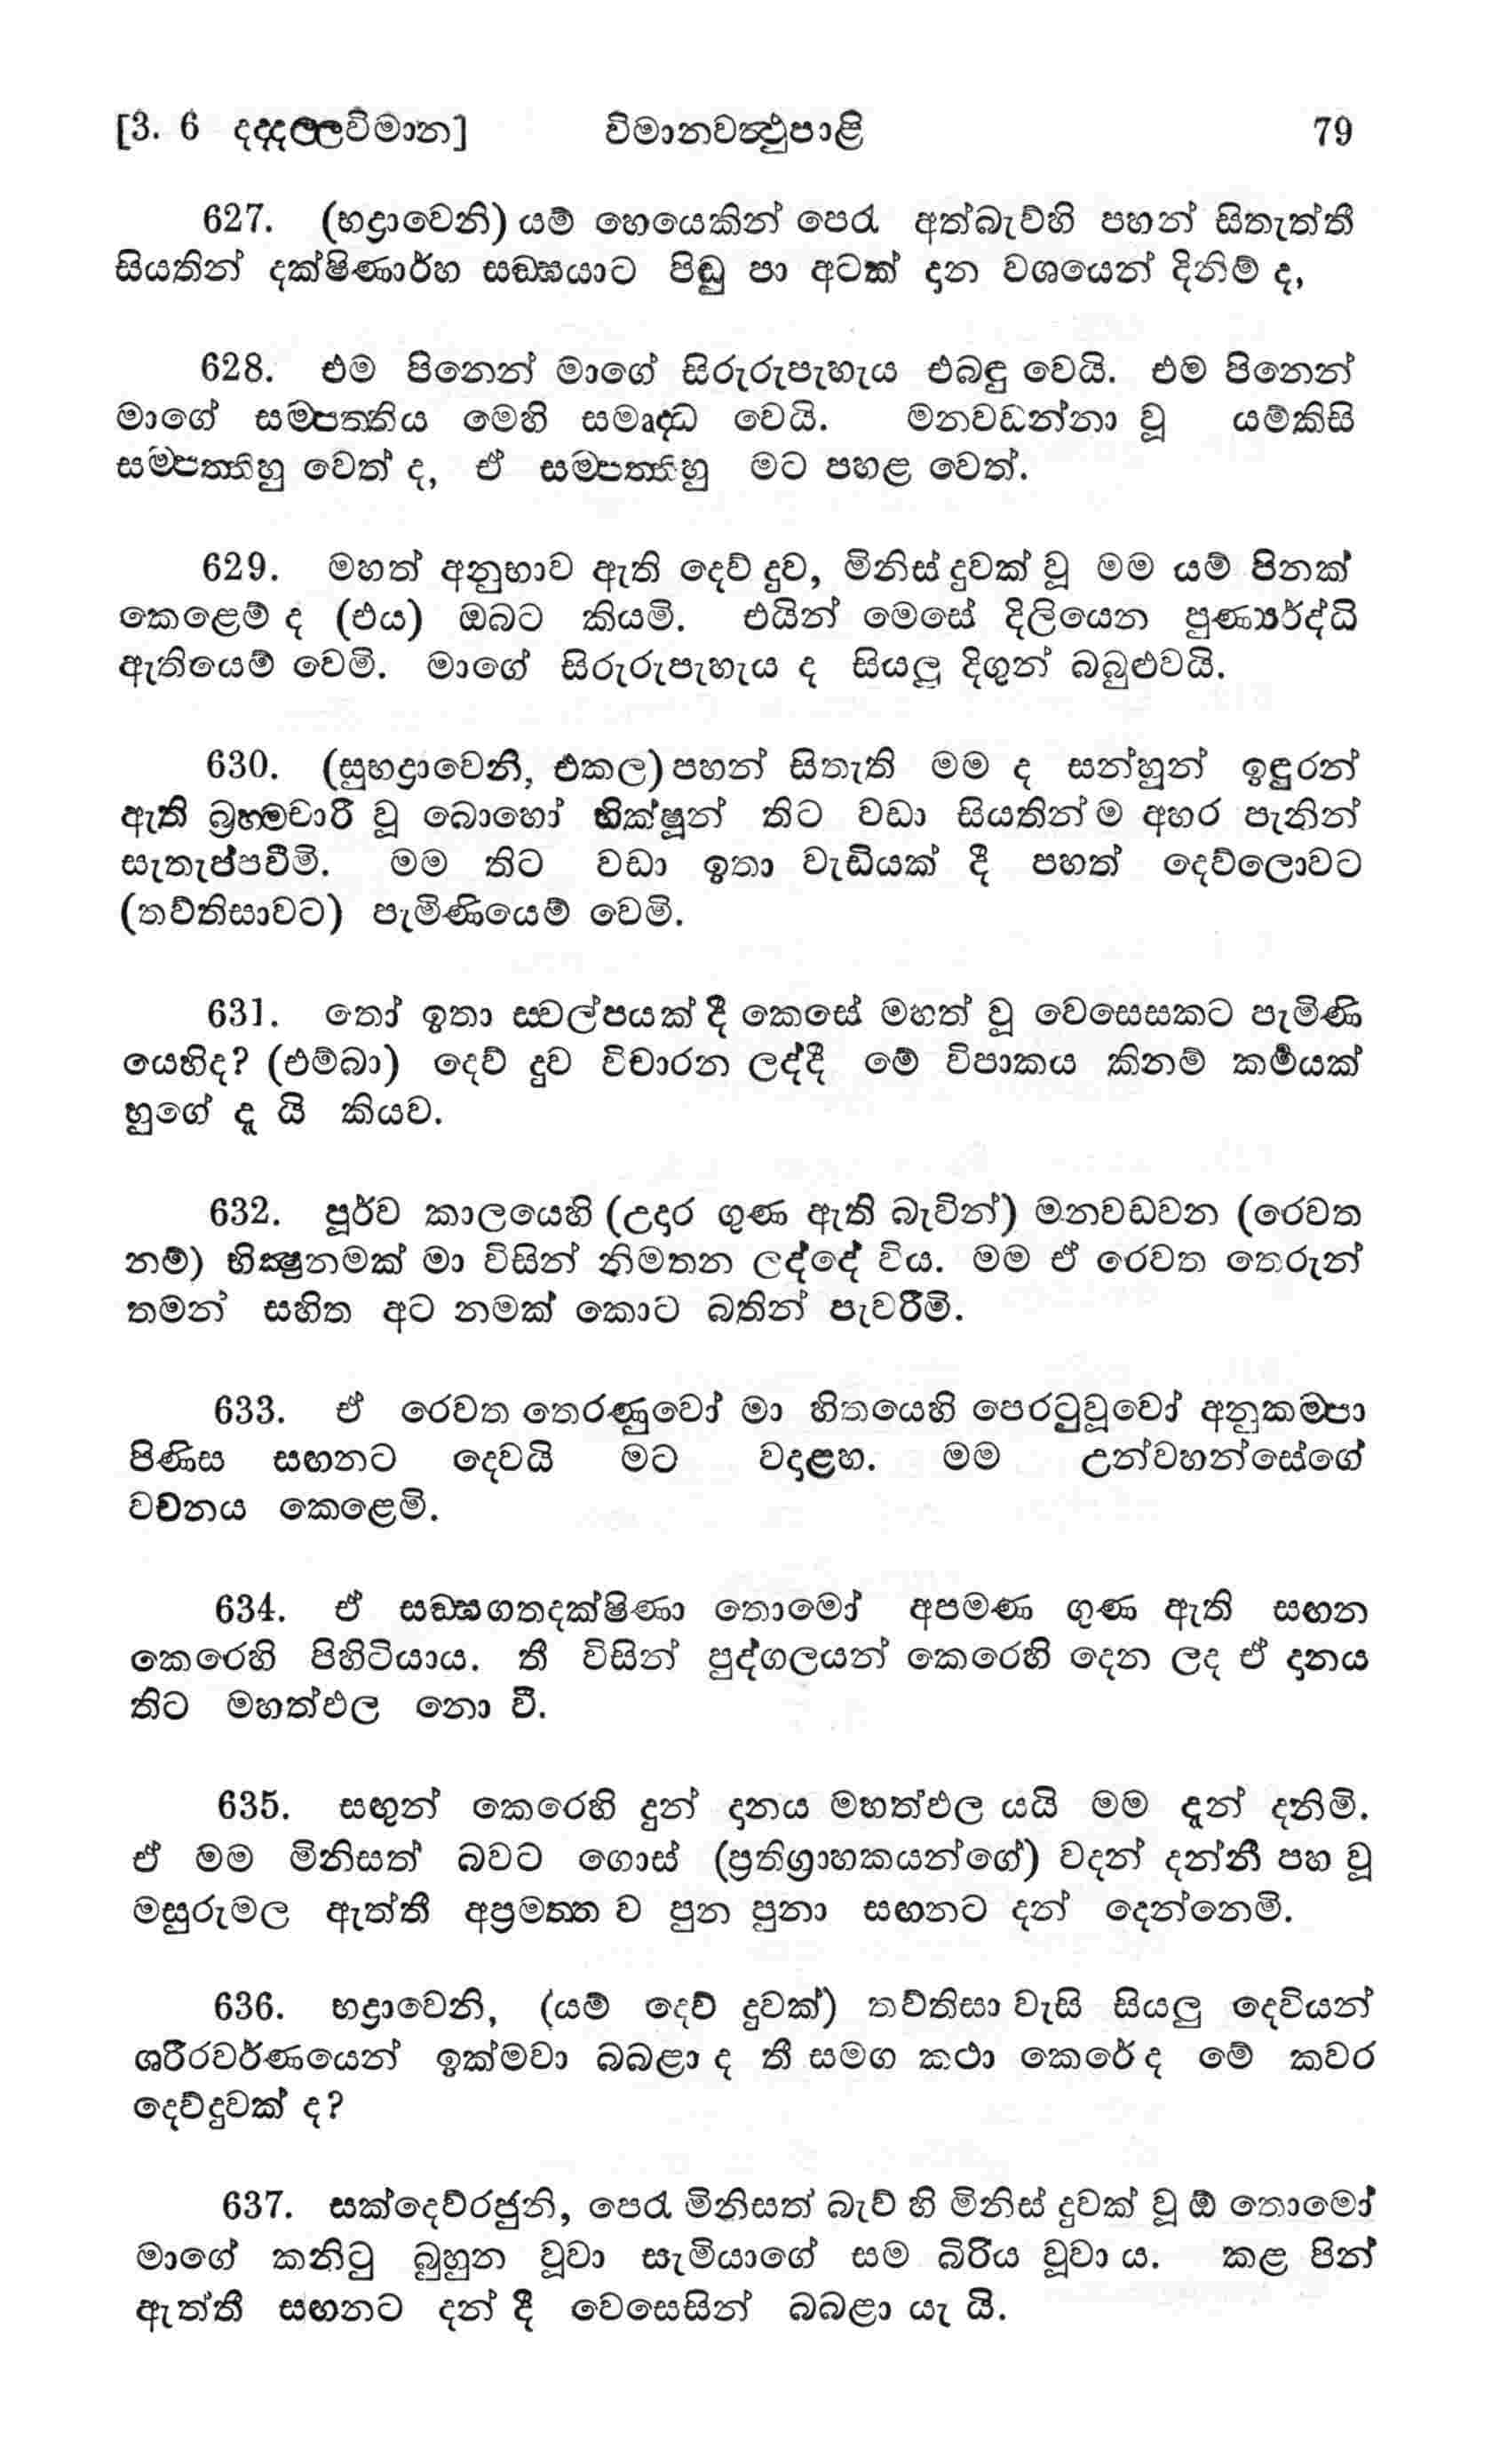 [3. 6 දද්දල්ලවිමාන] විමානවත්ථුපාළි 79
627. (භද්‍රාවෙනි) යම් හෙයෙකින් පෙරැ අත්බැව්හි පහන් සිතැත්තී
සියතින් දක්ෂිණාර්හ සඞ්ඝයාට පිඬු පා අටක් දාන වශයෙන් දිනිම් ද,
628. එම පිනෙන් මාගේ සිරුරුපැහැය එබඳු වෙයි. එම පිනෙන්
මාගේ සම්පත්තිය මෙහි සමෘද්ධ වෙයි. මනවඩන්නා වූ යම්කිසි
සම්පත්තිහු වෙත් ද, ඒ සම්පත්තිහු මට පහළ වෙත්.
629. මහත් අනුභාව ඇති දෙව් දුව, මිනිස් දුවක් වූ මම යම් පිනක්
කෙළෙම් ද (එය) ඔබට කියමි. එයින් මෙසේ දිලියෙන පුණ්‍යර්ද්ධි
ඇතියෙම් වෙමි. මාගේ සිරුරුපැහැය ද සියලු දිගුන් බබුළුවයි.
630. (සුභද්‍රාවෙනි, එකල) පහන් සිතැති මම ද සන්හුන් ඉඳුරන්
ඇති බ්‍රහ්මචාරී වූ බොහෝ භික්ෂූන් තිට වඩා සියතින් ම අහර පැනින්
සැතැප්පවීමි. මම තිට වඩා ඉතා වැඩියක් දී පහත් දෙව්ලොවට
(තව්තිසාවට) පැමිණියෙම් වෙමි.
631. තෝ ඉතා ස්වල්පයක් දී කෙසේ මහත් වූ වෙසෙසකට පැමිණි
යෙහිද? (එම්බා) දෙව් දුව විචාරන ලද්දී මේ විපාකය කිනම් කර්‍මයක්
හුගේ දැ යි කියව.
632. පූර්ව කාලයෙහි (උදාර ගුණ ඇති බැවින්) මනවඩවන (රෙවත
නම්) භික්‍ෂුනමක් මා විසින් නිමතන ලද්දේ විය. මම ඒ රෙවත තෙරුන්
තමන් සහිත අට නමක් කොට බතින් පැවරීමි.
633. ඒ රෙවත තෙරණුවෝ මා හිතයෙහි පෙරටුවූවෝ අනුකම්පා
පිණිස සඟනට දෙවයි මට වදාළහ. මම උන්වහන්සේගේ
වචනය කෙළෙමි.
634. ඒ සඞ්ඝගතදක්ෂිණා තොමෝ අපමණ ගුණ ඇති සඟන
කෙරෙහි පිහිටියාය. තී විසින් පුද්ගලයන් කෙරෙහි දෙන ලද ඒ දානය
තිට මහත්ඵල නො වී.
635. සඟුන් කෙරෙහි දුන් දානය මහත්ඵල යයි මම දැන් දනිමි.
ඒ මම මිනිසත් බවට ගොස් (ප්‍රතිග්‍රාහකයන්ගේ) වදන් දන්නී පහ වූ
මසුරුමල ඇත්තී අප්‍රමත්ත ව පුන පුනා සඟනට දන් දෙන්නෙමි.
636. භද්‍රාවෙනි, (යම් දෙව් දුවක්) තව්තිසා වැසි සියලු දෙවියන්
ශරීරවර්ණයෙන් ඉක්මවා බබළා ද තී සමග කථා කෙරේ ද මේ කවර
දෙව්දුවක් ද?
637. සක්දෙව්රජුනි, පෙරැ මිනිසත් බැව් හි මිනිස් දුවක් වූ ඕ තොමෝ
මාගේ කනිටු බුහුන වූවා සැමියාගේ සම බිරිය වූවා ය. කළ පින්
ඇත්තී සඟනට දන් දී වෙසෙසින් බබළා යැ යි.